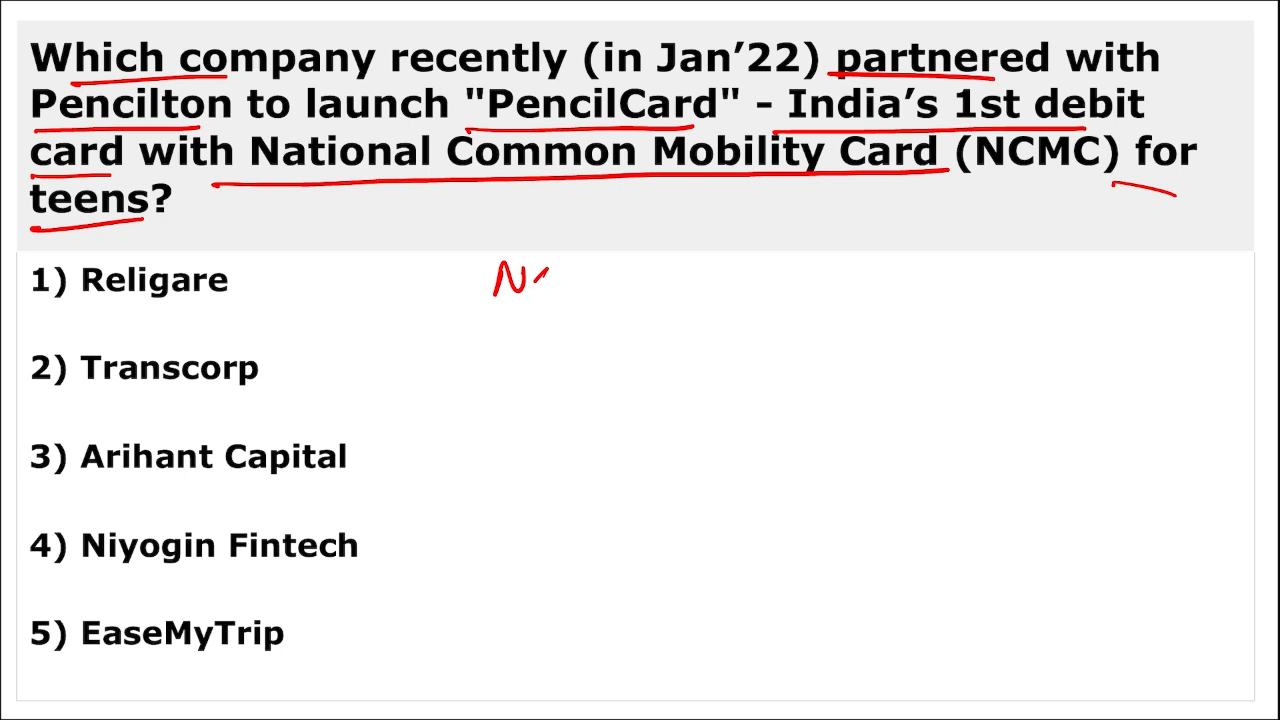 Which company recently (in Jan’22) partnered with
Pencilton to launch "PencilCard" - India’s 1st debit
card with National Common Mobility Card (NCMC) for
teens?
1) Religare
2) Transcorp
3) Arihant Capital
4) Niyogin Fintech
5) EaseMyTrip